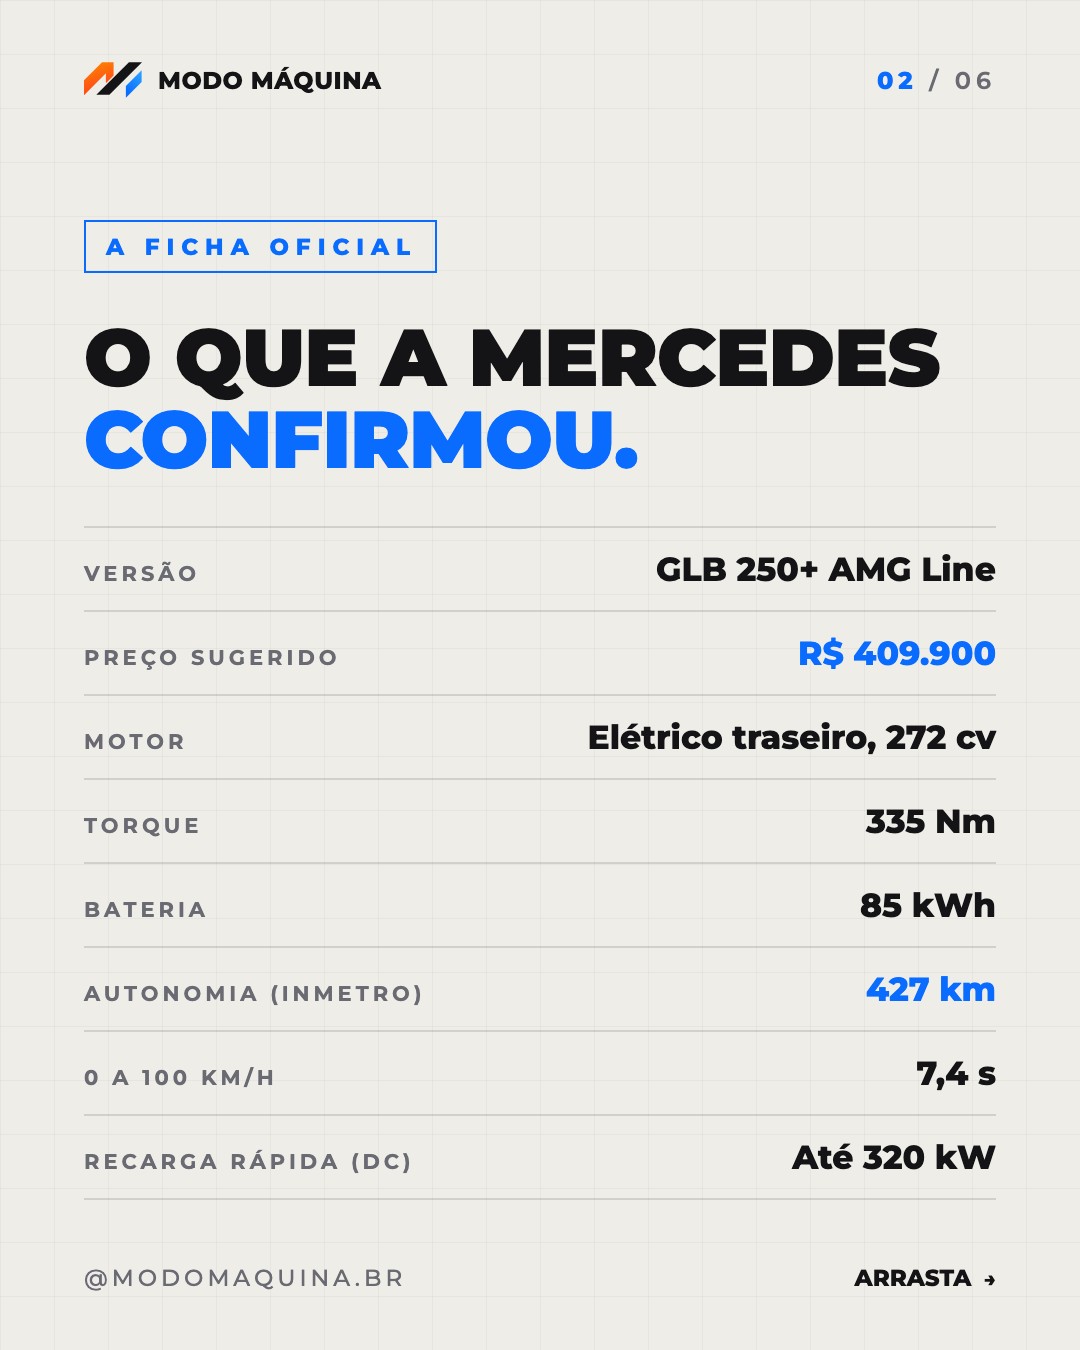 MODO MÁQUINA
02 / 06
A FICHA OFICIAL
O QUE A MERCEDES
CONFIRMOU.
VERSÃO GLB 250+ AMG Line
PREÇO SUGERIDO R$ 409.900
MOTOR Elétrico traseiro, 272 cv
TORQUE 335 Nm
BATERIA 85 kWh
AUTONOMIA (INMETRO) 427 km
0 A 100 KM/H 7,4 s
RECARGA RÁPIDA (DC) Até 320 kW
@MODOMAQUINA.BR
ARRASTA →